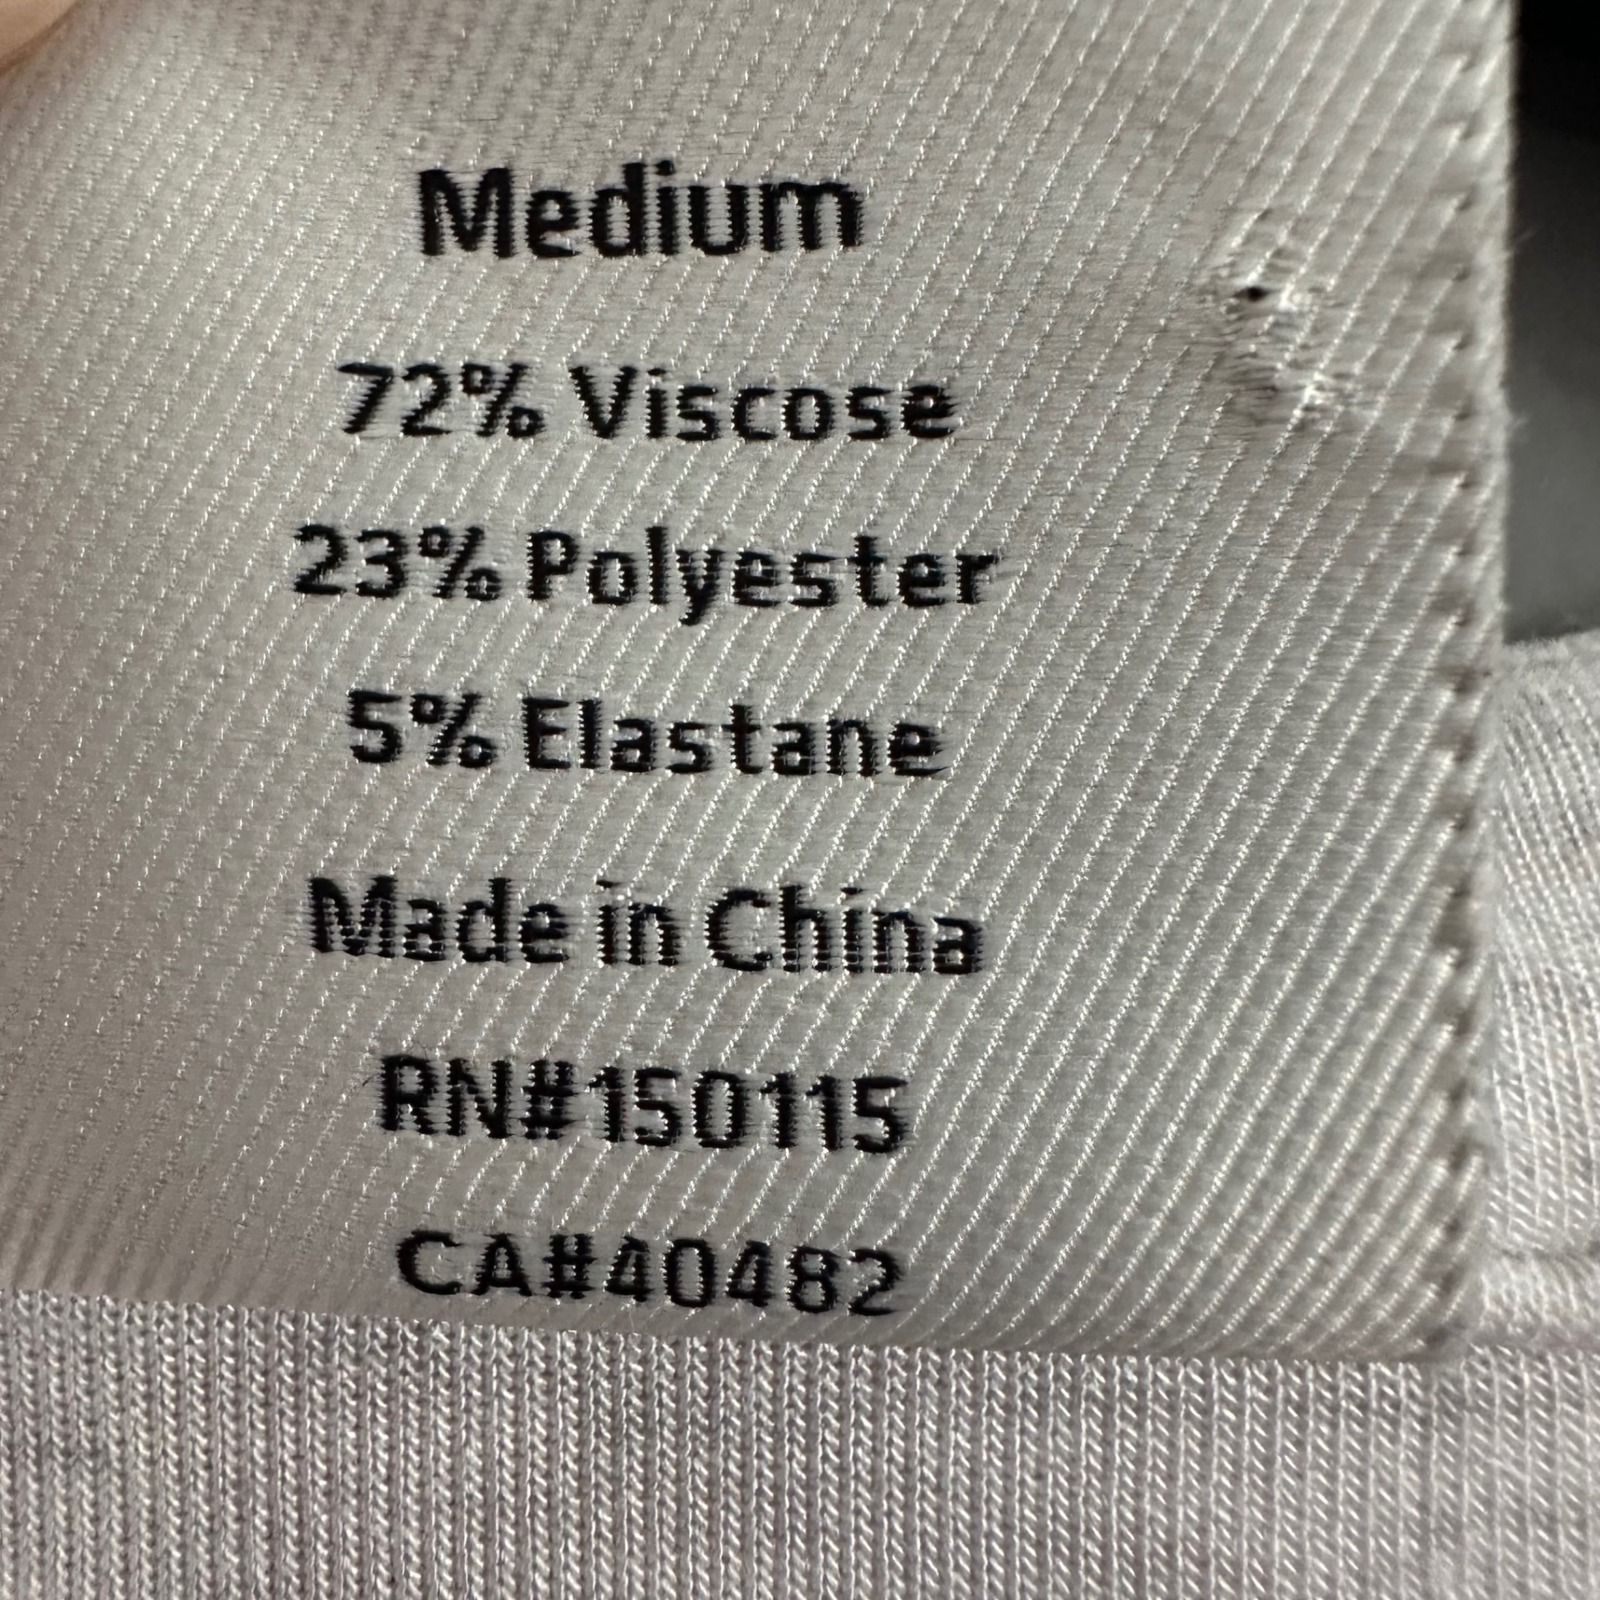 Medium
72% Viscose
23% Polyester
5% Elastane
Made in China
RN#150115
CA#40482